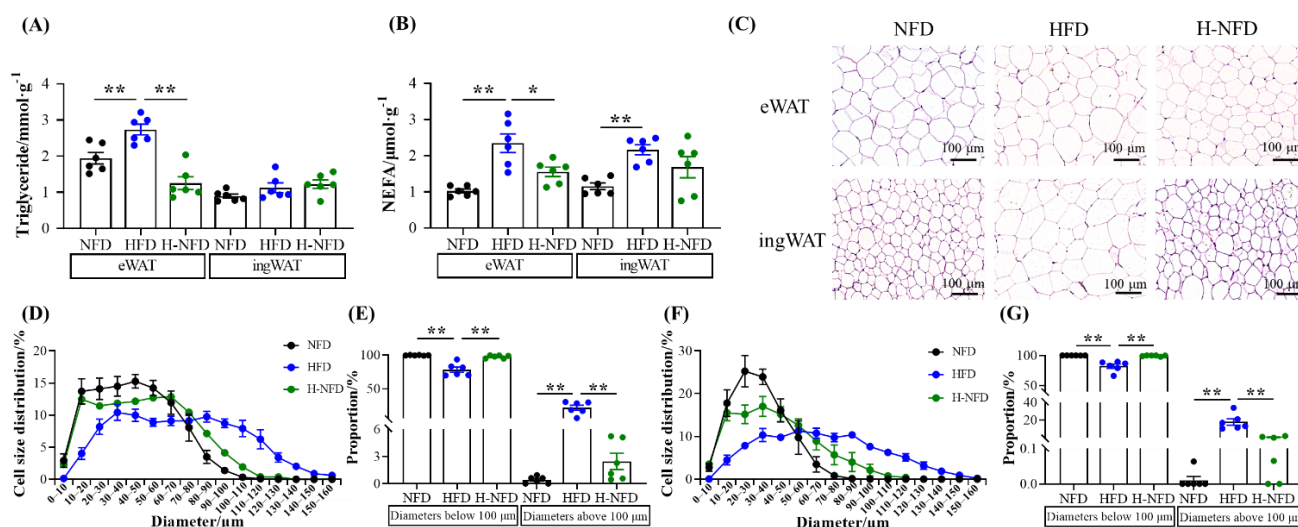 (A)
Triglyceride/mmol·g⁻¹
4
3
2
1
0
** **
NFD HFD H-NFD NFD HFD H-NFD
eWAT ingWAT
(B)
NEFA/μmol·g⁻¹
4
3
2
1
0
** * **
NFD HFD H-NFD NFD HFD H-NFD
eWAT ingWAT
(C)
NFD HFD H-NFD
eWAT
100 μm 100 μm 100 μm
ingWAT
100 μm 100 μm 100 μm
(D)
Cell size distribution/%
20
15
10
5
0
NFD
HFD
H-NFD
0–10 10–20 20–30 30–40 40–50 50–60 60–70 70–80 80–90 90–100 100–110 110–120 120–130 130–140 140–150 150–160
Diameter/μm
(E)
Proportion/%
100
50
6
3
0
** **
** **
NFD HFD H-NFD NFD HFD H-NFD
Diameters below 100 μm Diameters above 100 μm
(F)
Cell size distribution/%
30
20
10
0
NFD
HFD
H-NFD
0–10 10–20 20–30 30–40 40–50 50–60 60–70 70–80 80–90 90–100 100–110 110–120 120–130 130–140 140–150 150–160
Diameter/μm
(G)
Proportion/%
100
50
40
20
0.1
0.0
** **
** **
NFD HFD H-NFD NFD HFD H-NFD
Diameters below 100 μm Diameters above 100 μm